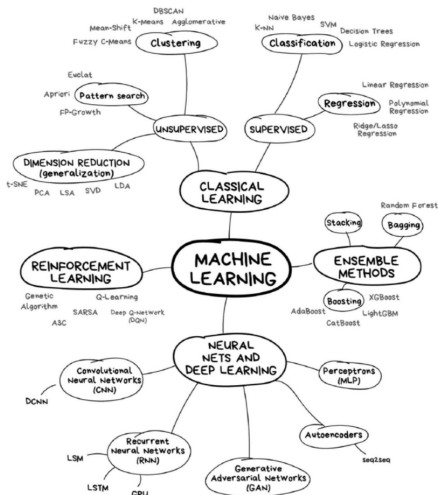 DBSCAN
K-Means
Agglomerative
Mean-Shift
Fuzzy C-Means
Clustering
Naive Bayes
SVM
K-NN
Decision Trees
Logistic Regression
Classification
Euclat
Apriori
Pattern search
FP-Growth
Linear Regression
Regression
Polynomial
Regression
Ridge/Lasso
Regression
UNSUPERVISED
SUPERVISED
DIMENSION REDUCTION
(generalization)
t-SNE
PCA
LSA
SVD
LDA
CLASSICAL
LEARNING
Random Forest
Stacking
Bagging
MACHINE
LEARNING
REINFORCEMENT
LEARNING
ENSEMBLE
METHODS
Genetic
Algorithm
Q-Learning
SARSA
Deep Q-Network
(DQN)
ASC
Boosting
XGBoost
AdaBoost
LightGBM
CatBoost
NEURAL
NETS AND
DEEP LEARNING
Convolutional
Neural Networks
(CNN)
DCNN
Perceptrons
(MLP)
Recurrent
Neural Networks
(RNN)
LSM
LSTM
GRU
Autoencoders
seq2seq
Generative
Adversarial Networks
(GAN)